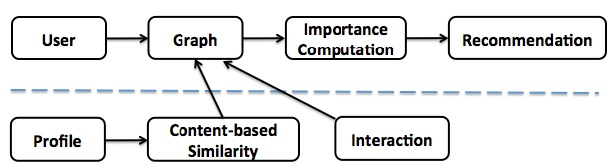 User
Graph
Importance
Computation
Recommendation
Profile
Content-based
Similarity
Interaction